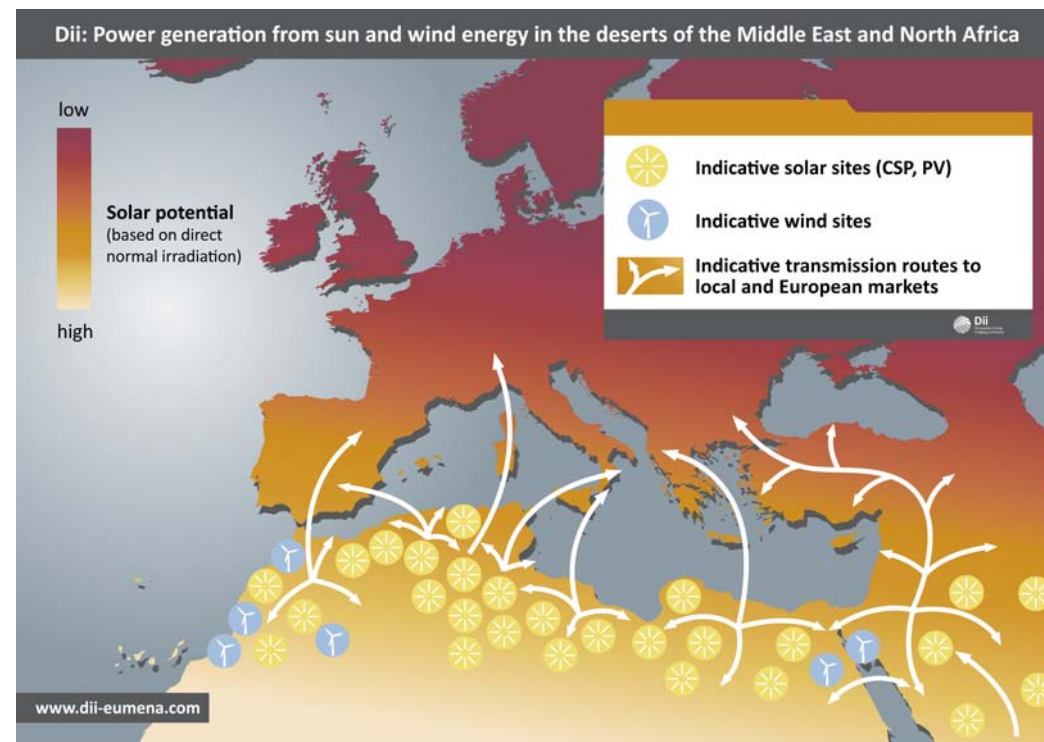 Dii: Power generation from sun and wind energy in the deserts of the Middle East and North Africa
low
Solar potential
(based on direct
normal irradiation)
high
Indicative solar sites (CSP, PV)
Indicative wind sites
Indicative transmission routes to
local and European markets
Dii
www.dii-eumena.com